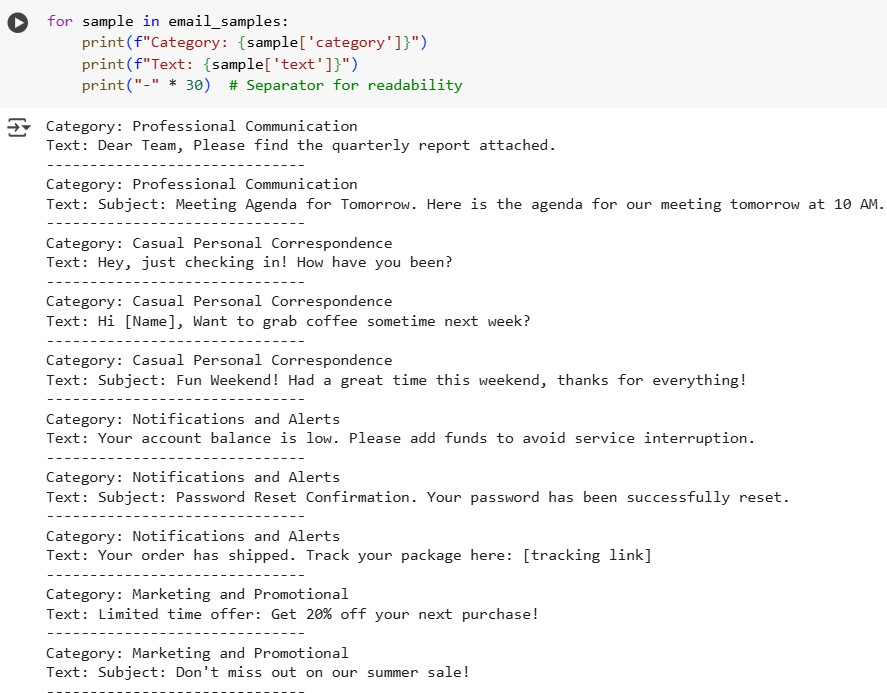 for sample in email_samples:
    print(f"Category: {sample['category']}")
    print(f"Text: {sample['text']}")
    print("-" * 30)  # Separator for readability
Category: Professional Communication
Text: Dear Team, Please find the quarterly report attached.
------------------------------
Category: Professional Communication
Text: Subject: Meeting Agenda for Tomorrow. Here is the agenda for our meeting tomorrow at 10 AM.
------------------------------
Category: Casual Personal Correspondence
Text: Hey, just checking in! How have you been?
------------------------------
Category: Casual Personal Correspondence
Text: Hi [Name], Want to grab coffee sometime next week?
------------------------------
Category: Casual Personal Correspondence
Text: Subject: Fun Weekend! Had a great time this weekend, thanks for everything!
------------------------------
Category: Notifications and Alerts
Text: Your account balance is low. Please add funds to avoid service interruption.
------------------------------
Category: Notifications and Alerts
Text: Subject: Password Reset Confirmation. Your password has been successfully reset.
------------------------------
Category: Notifications and Alerts
Text: Your order has shipped. Track your package here: [tracking link]
------------------------------
Category: Marketing and Promotional
Text: Limited time offer: Get 20% off your next purchase!
------------------------------
Category: Marketing and Promotional
Text: Subject: Don't miss out on our summer sale!
------------------------------